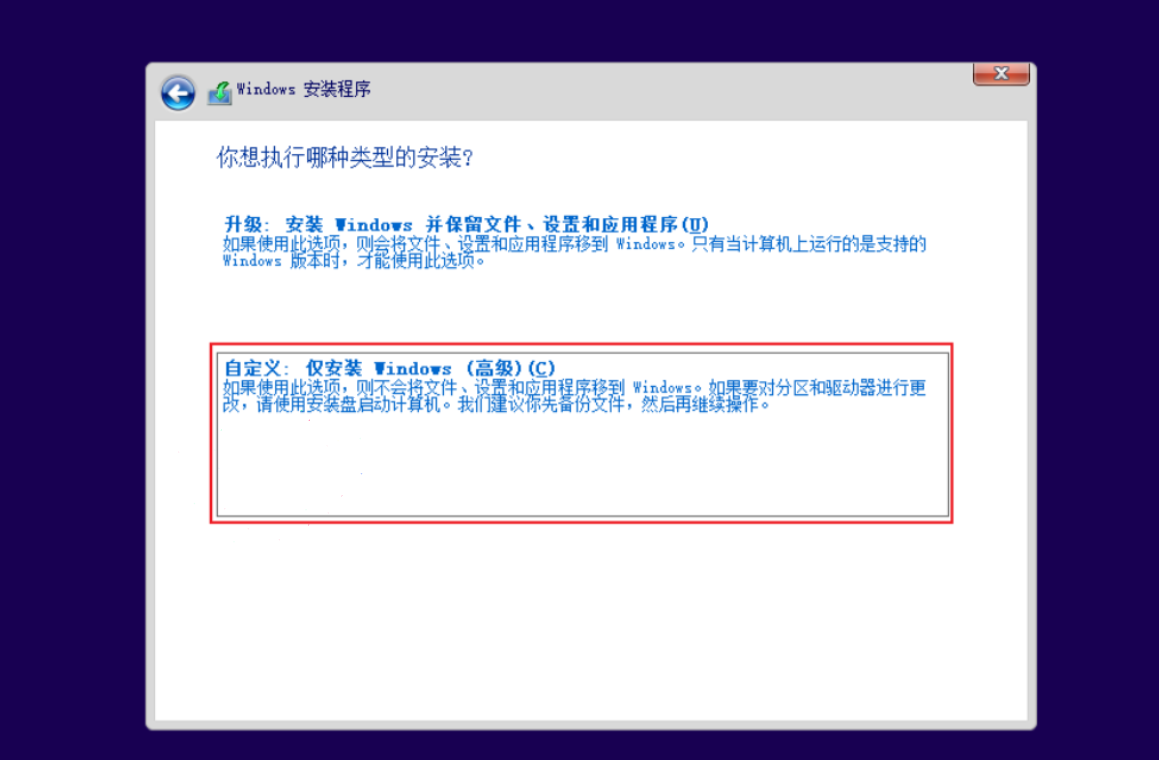 Windows 安装程序
你想执行哪种类型的安装?
升级: 安装 Windows 并保留文件、设置和应用程序(U)
如果使用此选项，则会将文件、设置和应用程序移到 Windows。只有当计算机上运行的是支持的
Windows 版本时，才能使用此选项。
自定义: 仅安装 Windows (高级)(C)
如果使用此选项，则不会将文件、设置和应用程序移到 Windows。如果要对分区和驱动器进行更
改，请使用安装盘启动计算机。我们建议你先备份文件，然后再继续操作。